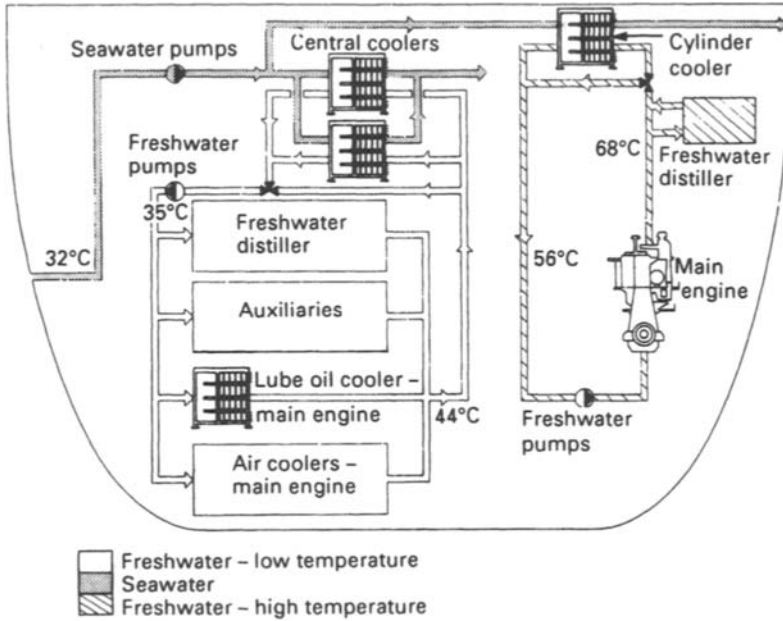 Seawater pumps
Central coolers
Cylinder
cooler
Freshwater
pumps
68°C
Freshwater
distiller
35°C
32°C
Freshwater
distiller
56°C
Main
engine
Auxiliaries
Lube oil cooler –
main engine
44°C
Freshwater
pumps
Air coolers –
main engine
Freshwater – low temperature
Seawater
Freshwater – high temperature